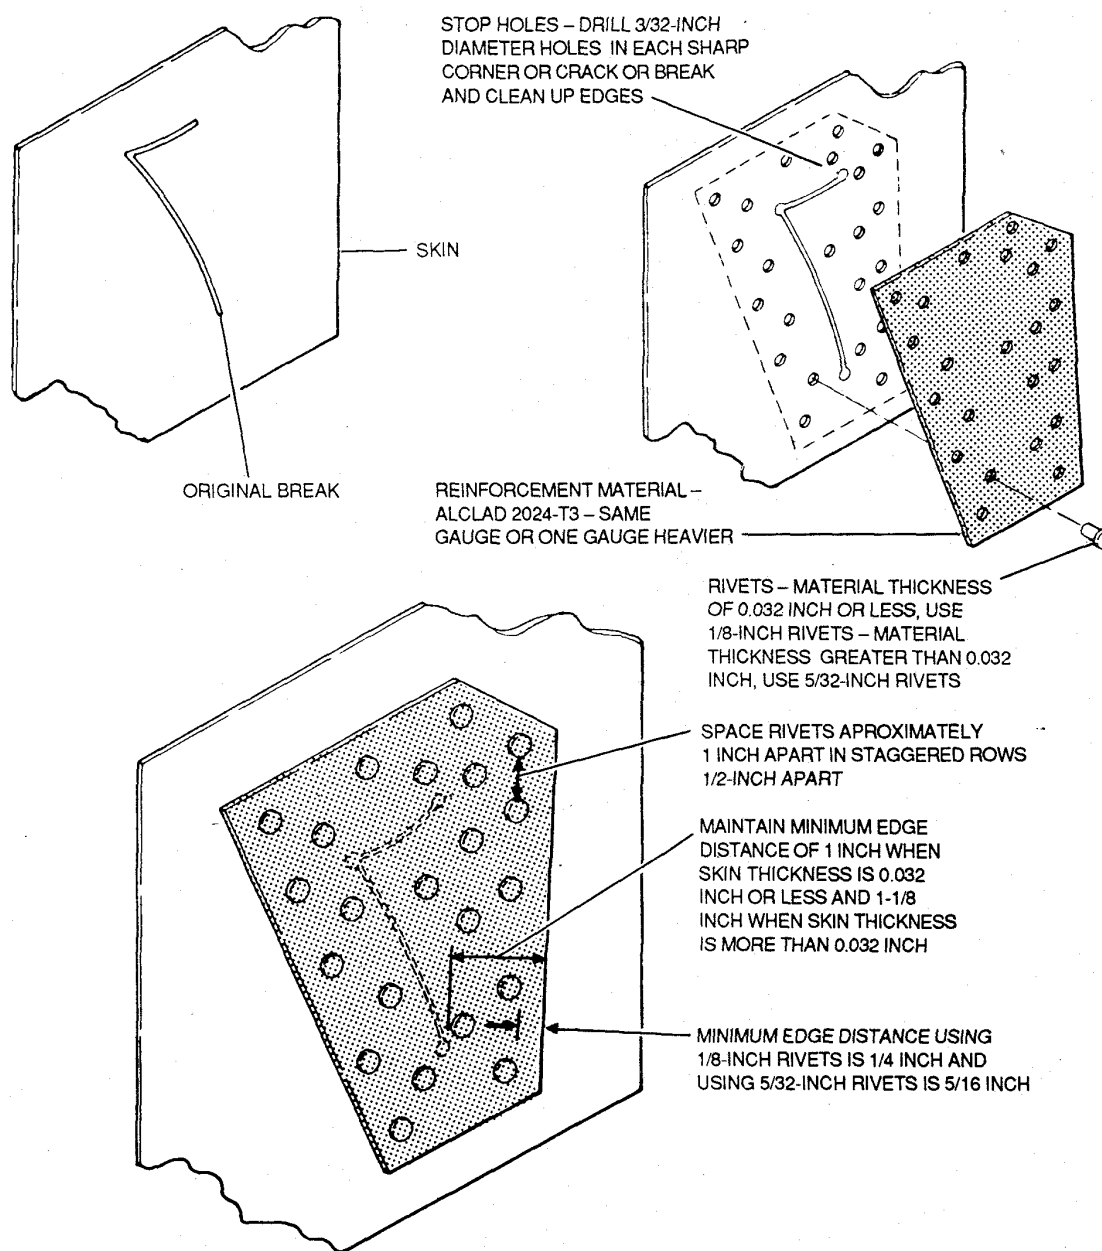 STOP HOLES – DRILL 3/32-INCH
DIAMETER HOLES IN EACH SHARP
CORNER OR CRACK OR BREAK
AND CLEAN UP EDGES
SKIN
ORIGINAL BREAK
REINFORCEMENT MATERIAL –
ALCLAD 2024-T3 – SAME
GAUGE OR ONE GAUGE HEAVIER
RIVETS – MATERIAL THICKNESS
OF 0.032 INCH OR LESS, USE
1/8-INCH RIVETS – MATERIAL
THICKNESS GREATER THAN 0.032
INCH, USE 5/32-INCH RIVETS
SPACE RIVETS APROXIMATELY
1 INCH APART IN STAGGERED ROWS
1/2-INCH APART
MAINTAIN MINIMUM EDGE
DISTANCE OF 1 INCH WHEN
SKIN THICKNESS IS 0.032
INCH OR LESS AND 1-1/8
INCH WHEN SKIN THICKNESS
IS MORE THAN 0.032 INCH
MINIMUM EDGE DISTANCE USING
1/8-INCH RIVETS IS 1/4 INCH AND
USING 5/32-INCH RIVETS IS 5/16 INCH